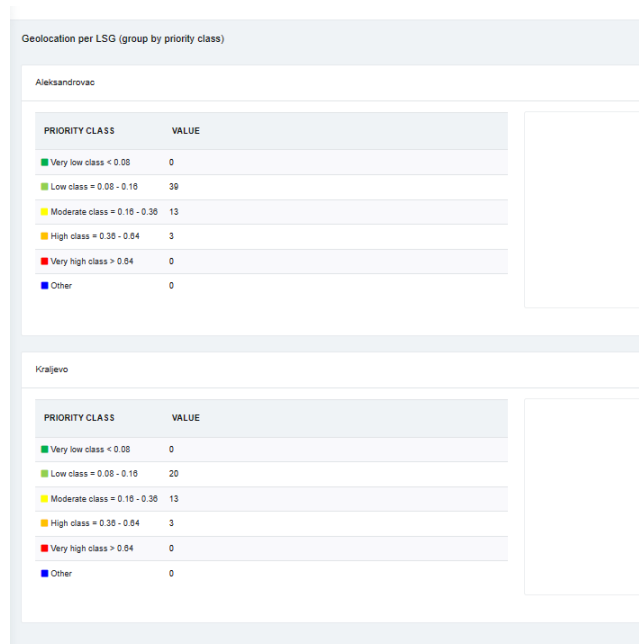 Geolocation per LSG (group by priority class)
Aleksandrovac
PRIORITY CLASS VALUE
Very low class < 0.08 0
Low class = 0.08 - 0.16 39
Moderate class = 0.16 - 0.36 13
High class = 0.36 - 0.64 3
Very high class > 0.64 0
Other 0
Kraljevo
PRIORITY CLASS VALUE
Very low class < 0.08 0
Low class = 0.08 - 0.16 20
Moderate class = 0.16 - 0.36 13
High class = 0.36 - 0.64 3
Very high class > 0.64 0
Other 0